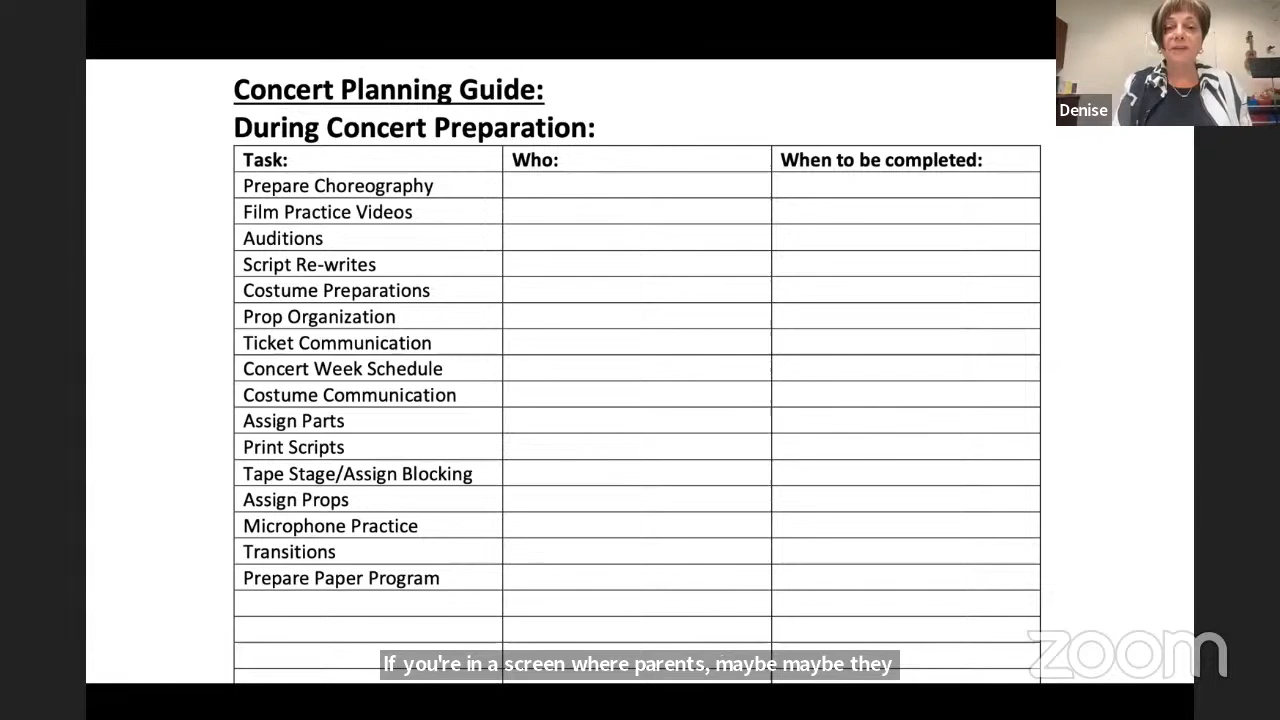 Concert Planning Guide:
During Concert Preparation:
Task: Who: When to be completed:
Prepare Choreography
Film Practice Videos
Auditions
Script Re-writes
Costume Preparations
Prop Organization
Ticket Communication
Concert Week Schedule
Costume Communication
Assign Parts
Print Scripts
Tape Stage/Assign Blocking
Assign Props
Microphone Practice
Transitions
Prepare Paper Program
If you're in a screen where parents, maybe maybe they
Denise
zoom